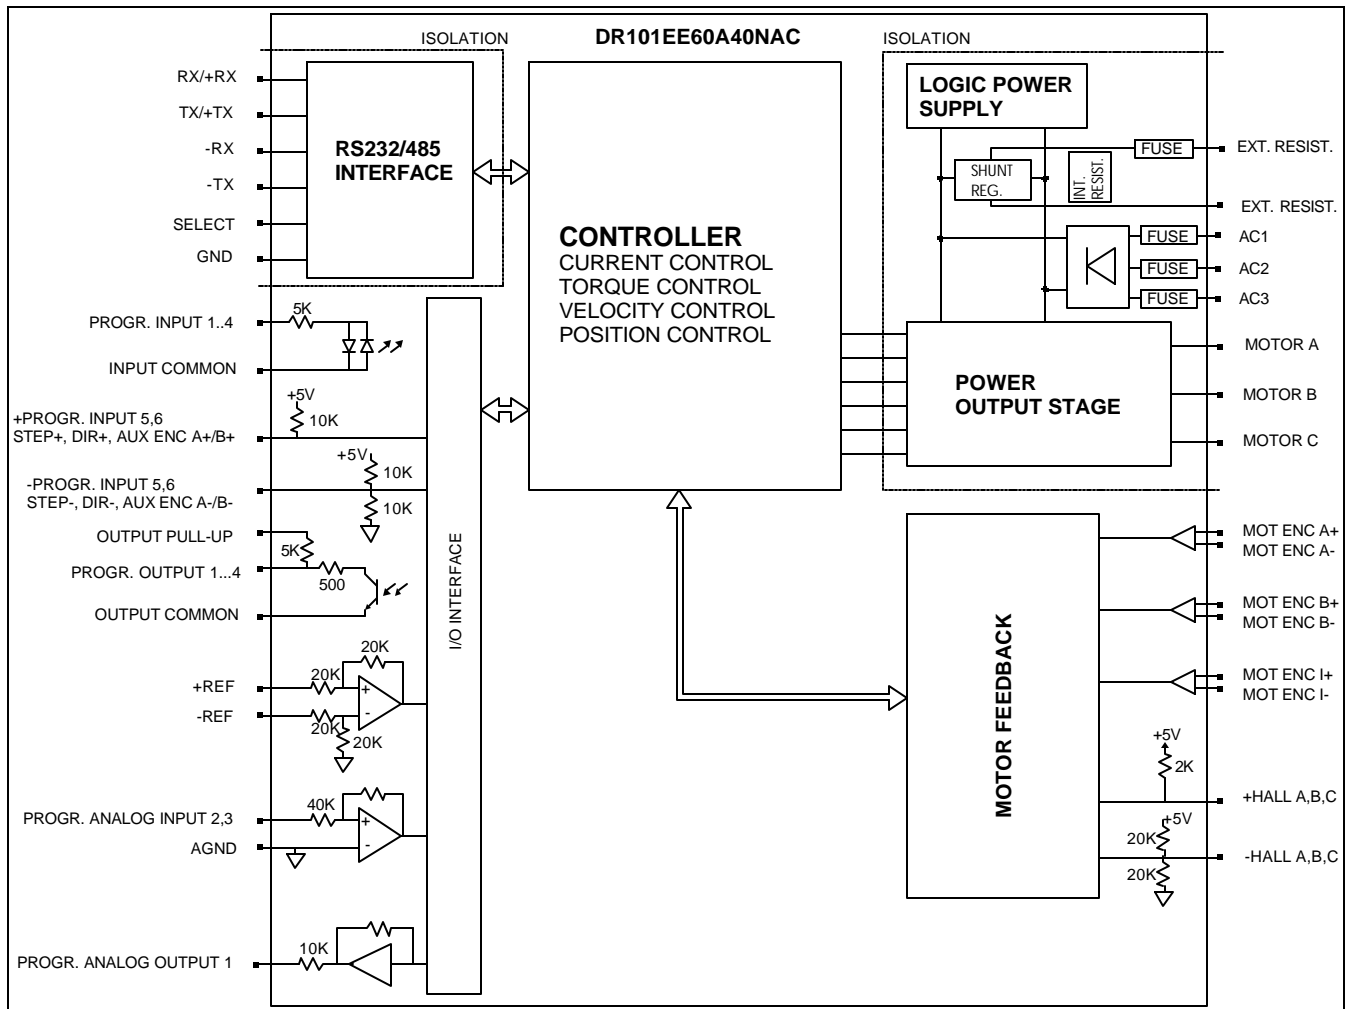 ISOLATION
DR101EE60A40NAC
ISOLATION
RX/+RX
TX/+TX
-RX
-TX
SELECT
GND
RS232/485
INTERFACE
CONTROLLER
CURRENT CONTROL
TORQUE CONTROL
VELOCITY CONTROL
POSITION CONTROL
LOGIC POWER
SUPPLY
SHUNT
REG.
INT.
RESIST.
FUSE
EXT. RESIST.
EXT. RESIST.
FUSE
AC1
FUSE
AC2
FUSE
AC3
POWER
OUTPUT STAGE
MOTOR A
MOTOR B
MOTOR C
PROGR. INPUT 1..4
5K
INPUT COMMON
+5V
10K
+PROGR. INPUT 5,6
STEP+, DIR+, AUX ENC A+/B+
+5V
10K
10K
-PROGR. INPUT 5,6
STEP-, DIR-, AUX ENC A-/B-
OUTPUT PULL-UP
5K
PROGR. OUTPUT 1...4
500
OUTPUT COMMON
I/O INTERFACE
20K
+REF
20K
+
-REF
-
20K
20K
PROGR. ANALOG INPUT 2,3
40K
+
AGND
-
PROGR. ANALOG OUTPUT 1
10K
MOTOR FEEDBACK
MOT ENC A+
MOT ENC A-
MOT ENC B+
MOT ENC B-
MOT ENC I+
MOT ENC I-
+5V
2K
+HALL A,B,C
+5V
20K
-HALL A,B,C
20K